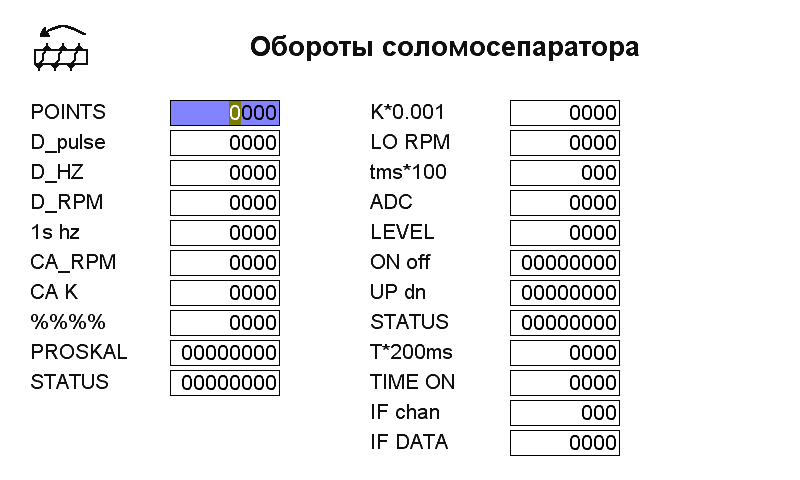 Обороты соломосепаратора
POINTS 0000 K*0.001 0000
D_pulse 0000 LO RPM 0000
D_HZ 0000 tms*100 000
D_RPM 0000 ADC 0000
1s hz 0000 LEVEL 0000
CA_RPM 0000 ON off 00000000
CA K 0000 UP dn 00000000
%%%% 0000 STATUS 00000000
PROSKAL 00000000 T*200ms 0000
STATUS 00000000 TIME ON 0000
IF chan 000
IF DATA 0000